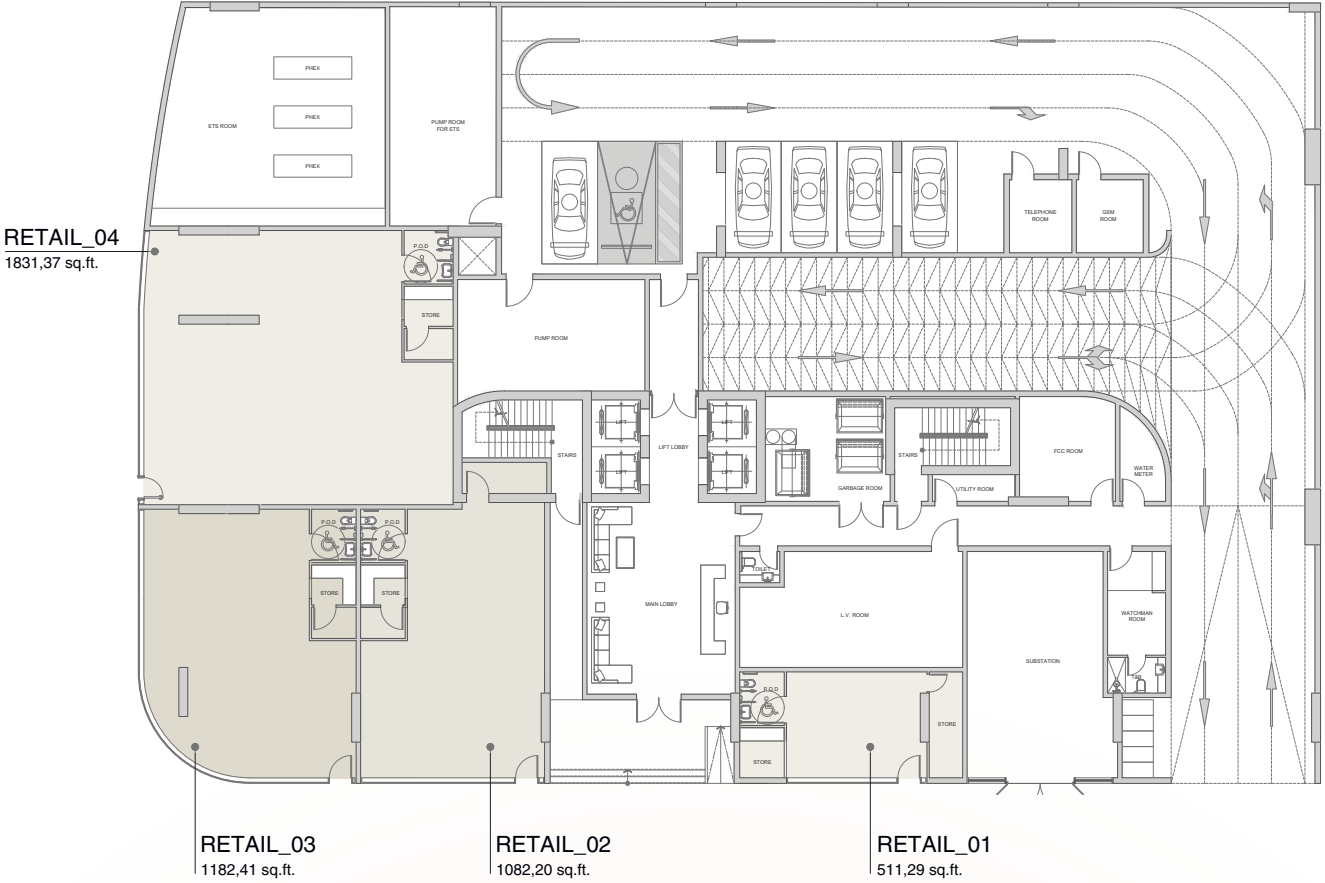 PHEX
ETS ROOM
PHEX
PHEX
PUMP ROOM
FOR ETS
TELEPHONE
ROOM
GSM
ROOM
RETAIL_04
1831,37 sq.ft.
P.O.D
STORE
PUMP ROOM
STAIRS
LIFT
LIFT
LIFT LOBBY
LIFT
LIFT
GARBAGE ROOM
STAIRS
UTILITY ROOM
FCC ROOM
WATER
METER
P.O.D
P.O.D
STORE
STORE
MAIN LOBBY
TOILET
L.V. ROOM
SUBSTATION
WATCHMAN
ROOM
P.O.D
STORE
STORE
RETAIL_03
1182,41 sq.ft.
RETAIL_02
1082,20 sq.ft.
RETAIL_01
511,29 sq.ft.